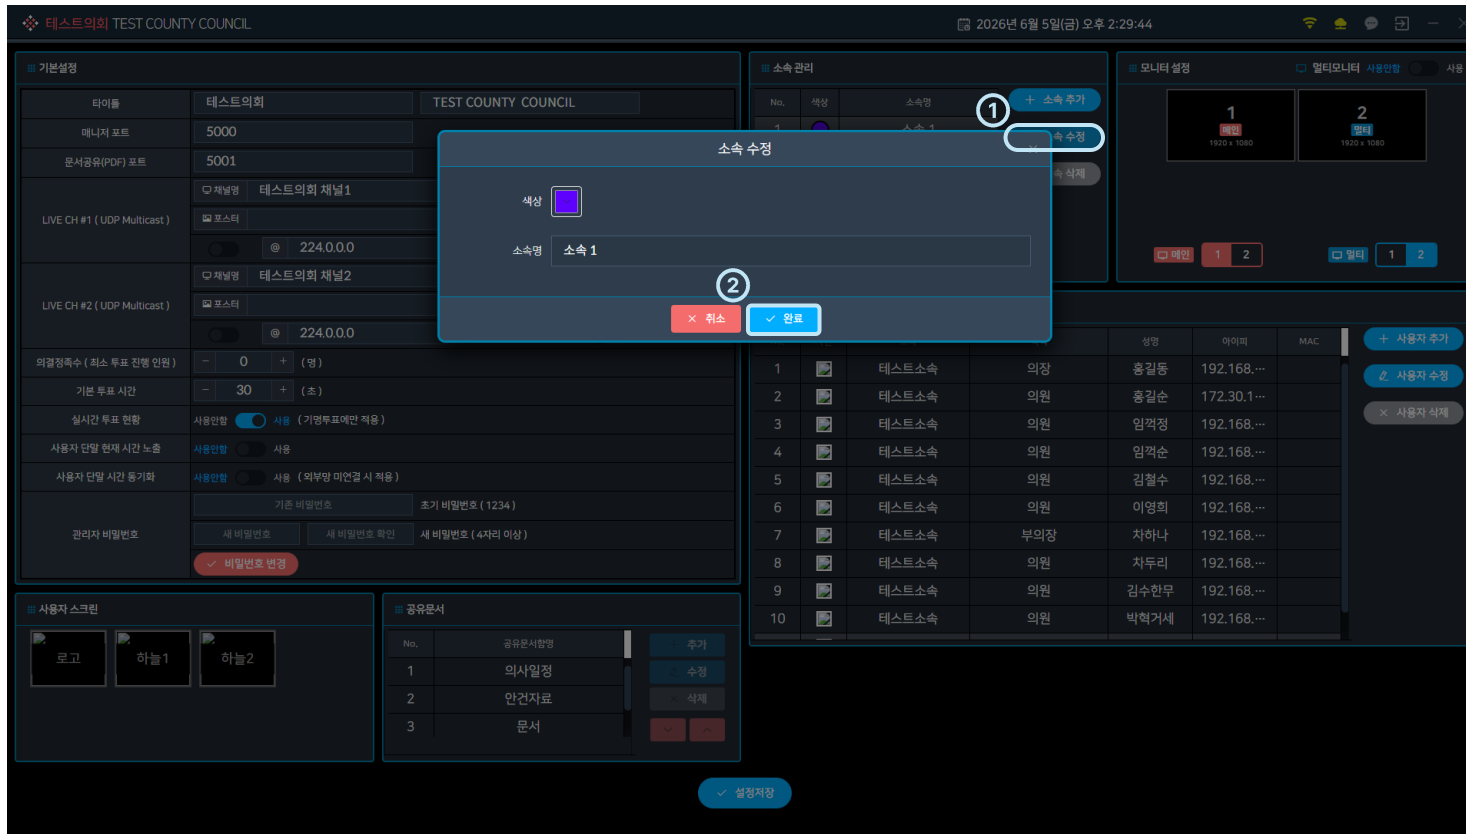 테스트의회 TEST COUNTY COUNCIL
2026년 6월 5일(금) 오후 2:29:44
기본설정
타이틀 테스트의회 TEST COUNTY COUNCIL
매니저 포트 5000
문서공유(PDF) 포트 5001
LIVE CH #1 ( UDP Multicast )
채널명 테스트의회 채널1
포스터
@ 224.0.0.0
LIVE CH #2 ( UDP Multicast )
채널명 테스트의회 채널2
포스터
@ 224.0.0.0
의결정족수 ( 최소 투표 진행 인원 ) − 0 + ( 명 )
기본 투표 시간 − 30 + ( 초 )
실시간 투표 현황 사용안함 사용 ( 기명투표에만 적용 )
사용자 단말 현재 시간 노출 사용안함 사용
사용자 단말 시간 동기화 사용안함 사용 ( 외부망 미연결 시 적용 )
관리자 비밀번호
기존 비밀번호 초기 비밀번호 ( 1234 )
새 비밀번호 새 비밀번호 확인 새 비밀번호 ( 4자리 이상 )
비밀번호 변경
소속 관리
No. 색상 소속명
1 소속 1
+ 소속 추가
1
속 수정
속 삭제
모니터 설정 멀티모니터 사용안함 사용
1
메인
1920 x 1080
2
멀티
1920 x 1080
메인 1 2
멀티 1 2
소속 수정
색상
소속명 소속 1
2
× 취소
완료
성명 아이피 MAC
1 테스트소속 의장 홍길동 192.168.…
2 테스트소속 의원 홍길순 172.30.1…
3 테스트소속 의원 임꺽정 192.168.…
4 테스트소속 의원 임꺽순 192.168.…
5 테스트소속 의원 김철수 192.168.…
6 테스트소속 의원 이영희 192.168.…
7 테스트소속 부의장 차하나 192.168.…
8 테스트소속 의원 차두리 192.168.…
9 테스트소속 의원 김수한무 192.168.…
10 테스트소속 의원 박혁거세 192.168.…
+ 사용자 추가
사용자 수정
× 사용자 삭제
사용자 스크린
로고
하늘1
하늘2
공유문서
No. 공유문서함명
1 의사일정
2 안건자료
3 문서
추가
수정
삭제
설정저장